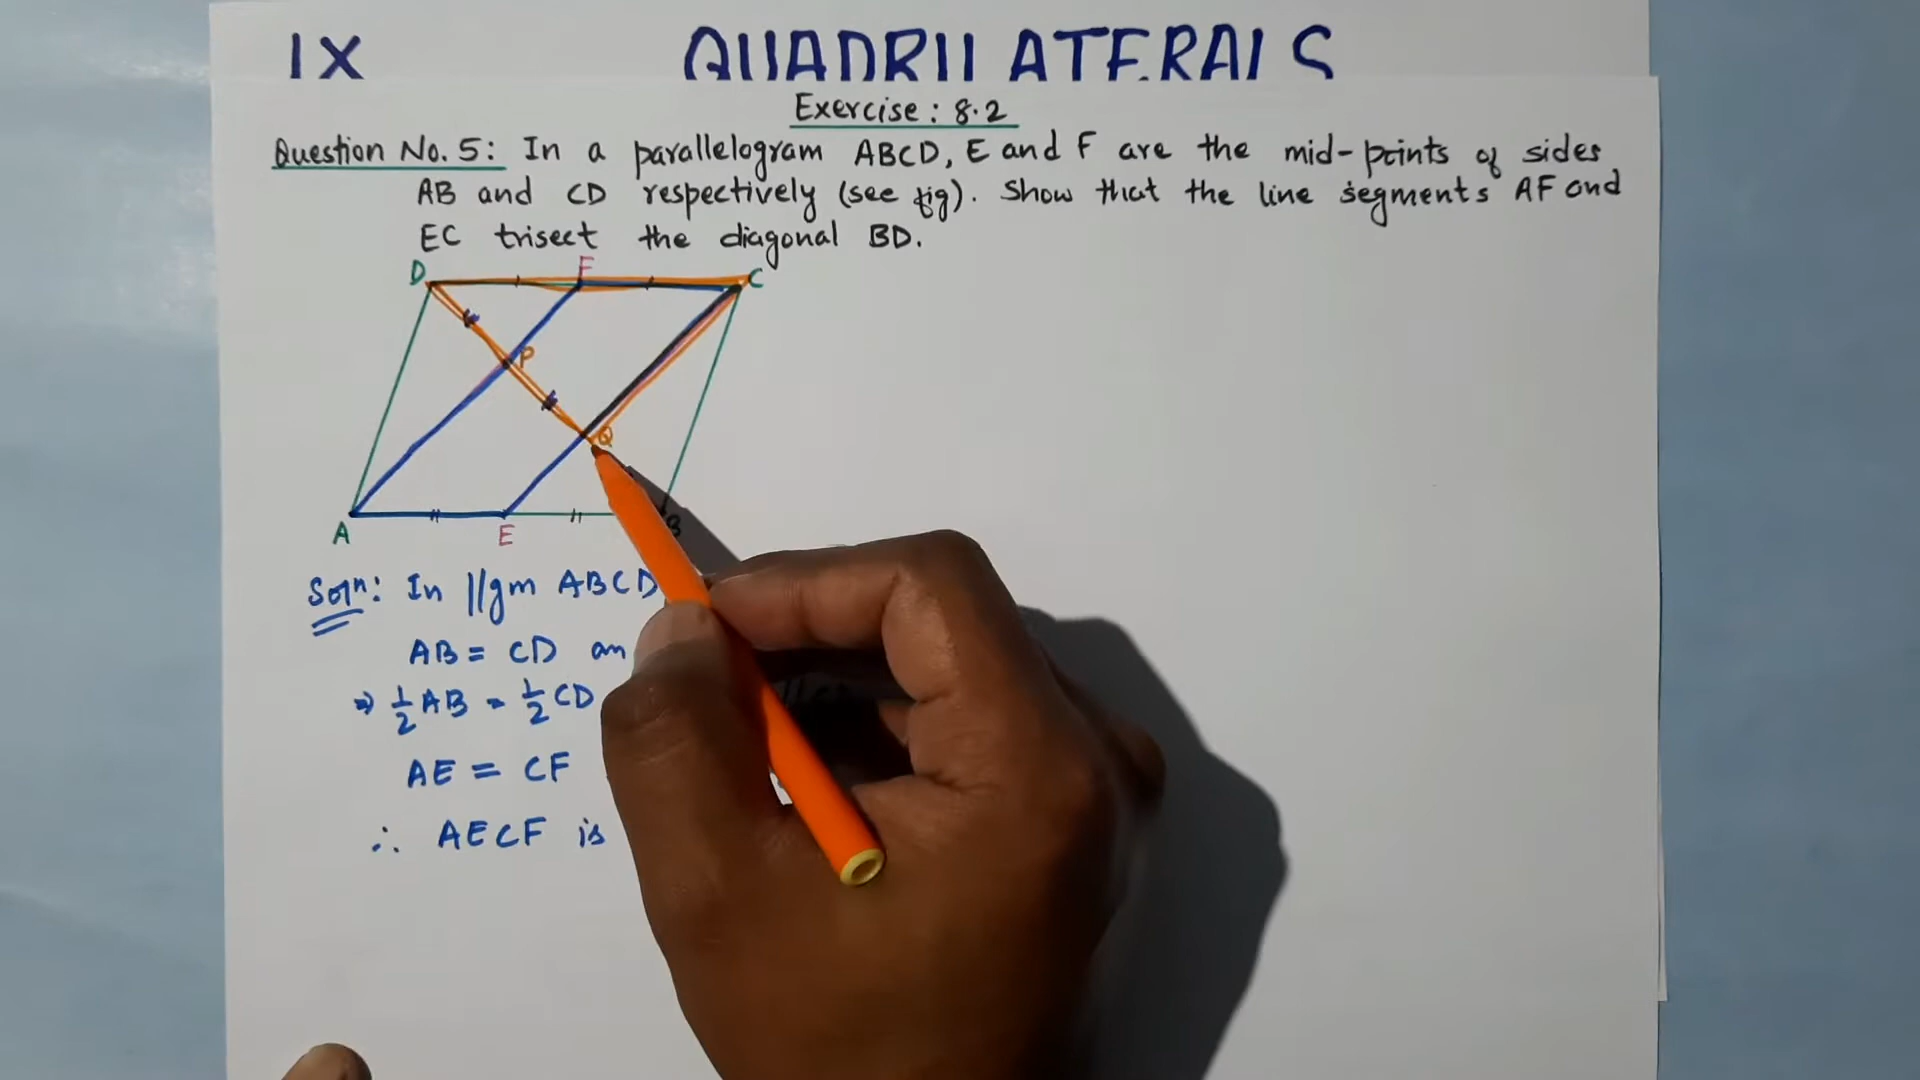 IX QUADRILATERALS
Exercise: 8.2
Question No. 5: In a parallelogram ABCD, E and F are the mid-points of sides
AB and CD respectively (see fig). Show that the line segments AF and
EC trisect the diagonal BD.
D F C
P
Q
A E B
Soln: In ||gm ABCD
AB = CD an
⇒ 1/2 AB = 1/2 CD
AE = CF
∴ AECF is